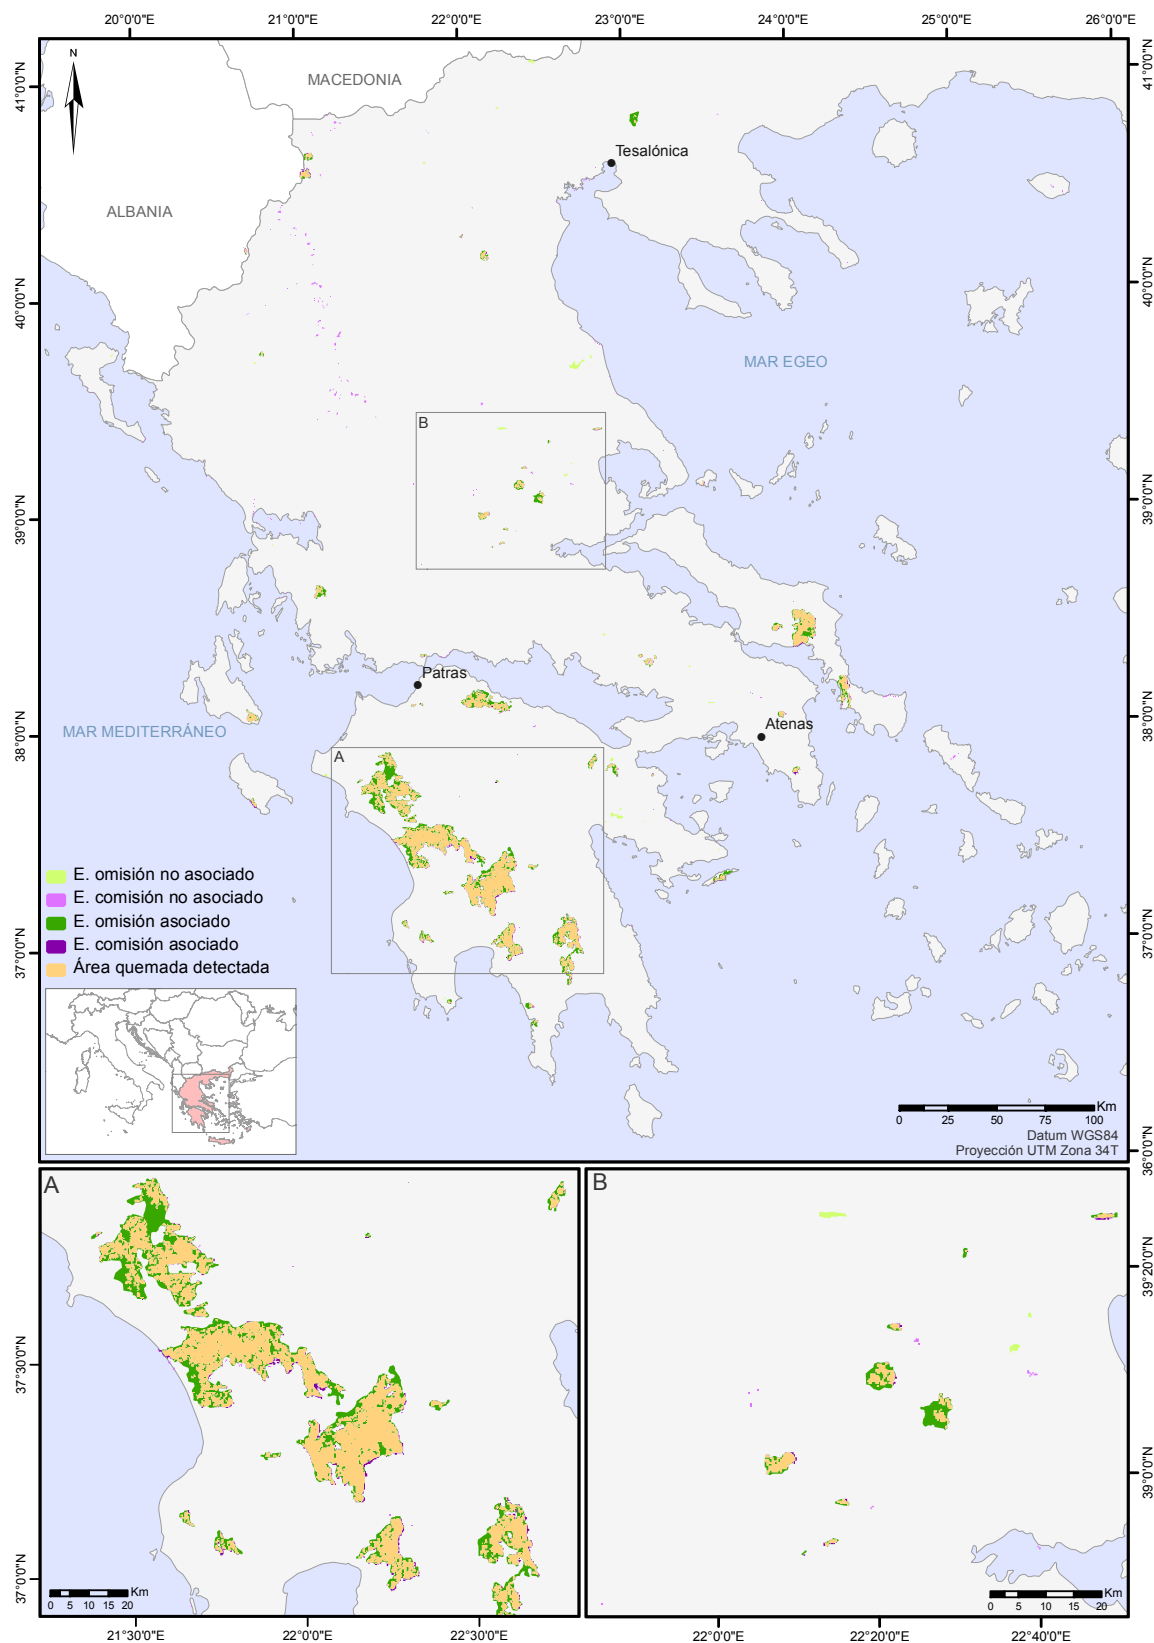 20°0'0"E 21°0'0"E 22°0'0"E 23°0'0"E 24°0'0"E 25°0'0"E 26°0'0"E
N
MACEDONIA
41°0'0"N
41°0'0"N
Tesalónica
ALBANIA
40°0'0"N
40°0'0"N
MAR EGEO
B
39°0'0"N
39°0'0"N
Patras
MAR MEDITERRÁNEO
Atenas
38°0'0"N
38°0'0"N
A
E. omisión no asociado
E. comisión no asociado
E. omisión asociado
E. comisión asociado
Área quemada detectada
37°0'0"N
37°0'0"N
Km
0 25 50 75 100
Datum WGS84
Proyección UTM Zona 34T
36°0'0"N
A
37°30'0"N
37°0'0"N
Km
0 5 10 15 20
21°30'0"E 22°0'0"E 22°30'0"E
B
39°20'0"N
39°0'0"N
Km
0 5 10 15 20
22°0'0"E 22°20'0"E 22°40'0"E